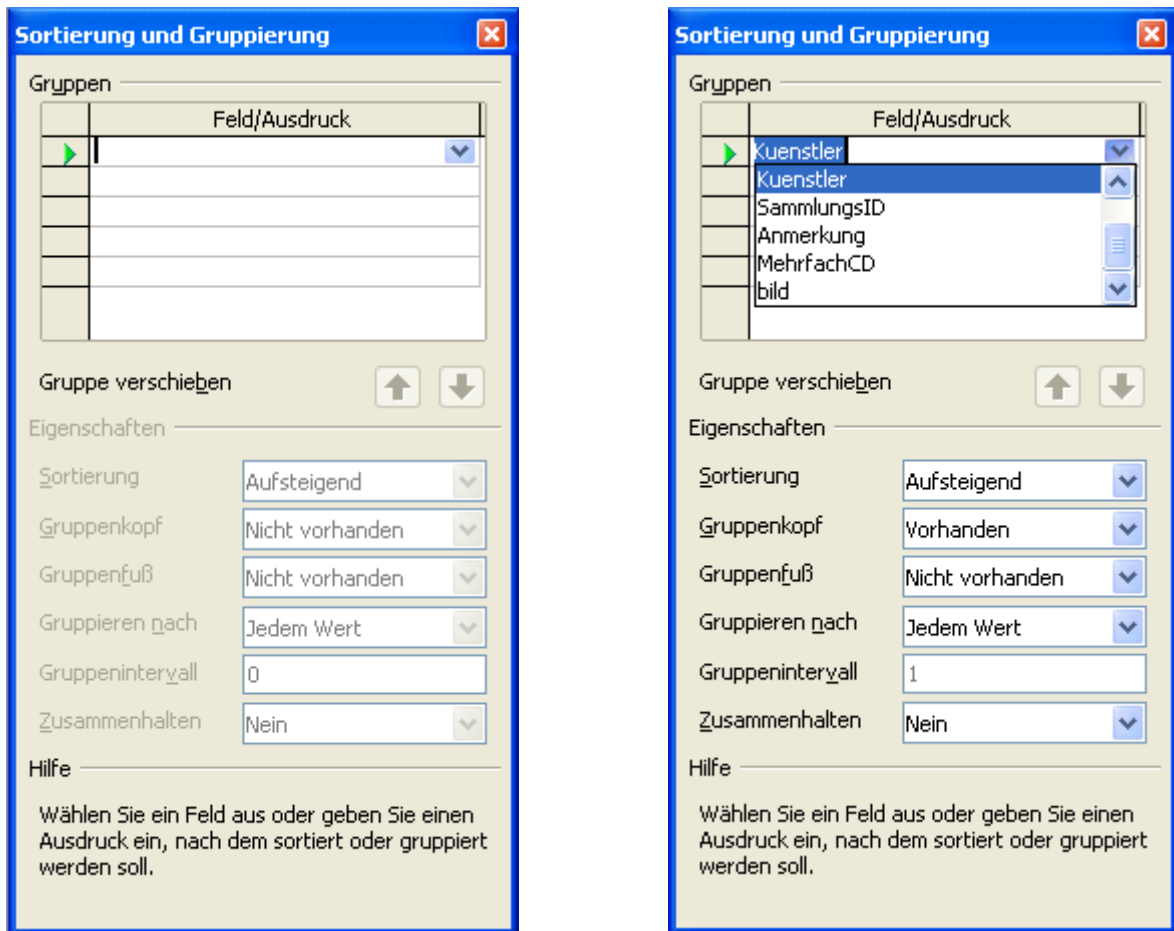 Sortierung und Gruppierung
Gruppen
Feld/Ausdruck
Gruppe verschieben
Eigenschaften
Sortierung Aufsteigend
Gruppenkopf Nicht vorhanden
Gruppenfuß Nicht vorhanden
Gruppieren nach Jedem Wert
Gruppenintervall 0
Zusammenhalten Nein
Hilfe
Wählen Sie ein Feld aus oder geben Sie einen
Ausdruck ein, nach dem sortiert oder gruppiert
werden soll.
Sortierung und Gruppierung
Gruppen
Feld/Ausdruck
Kuenstler
Kuenstler
SammlungsID
Anmerkung
MehrfachCD
bild
Gruppe verschieben
Eigenschaften
Sortierung Aufsteigend
Gruppenkopf Vorhanden
Gruppenfuß Nicht vorhanden
Gruppieren nach Jedem Wert
Gruppenintervall 1
Zusammenhalten Nein
Hilfe
Wählen Sie ein Feld aus oder geben Sie einen
Ausdruck ein, nach dem sortiert oder gruppiert
werden soll.